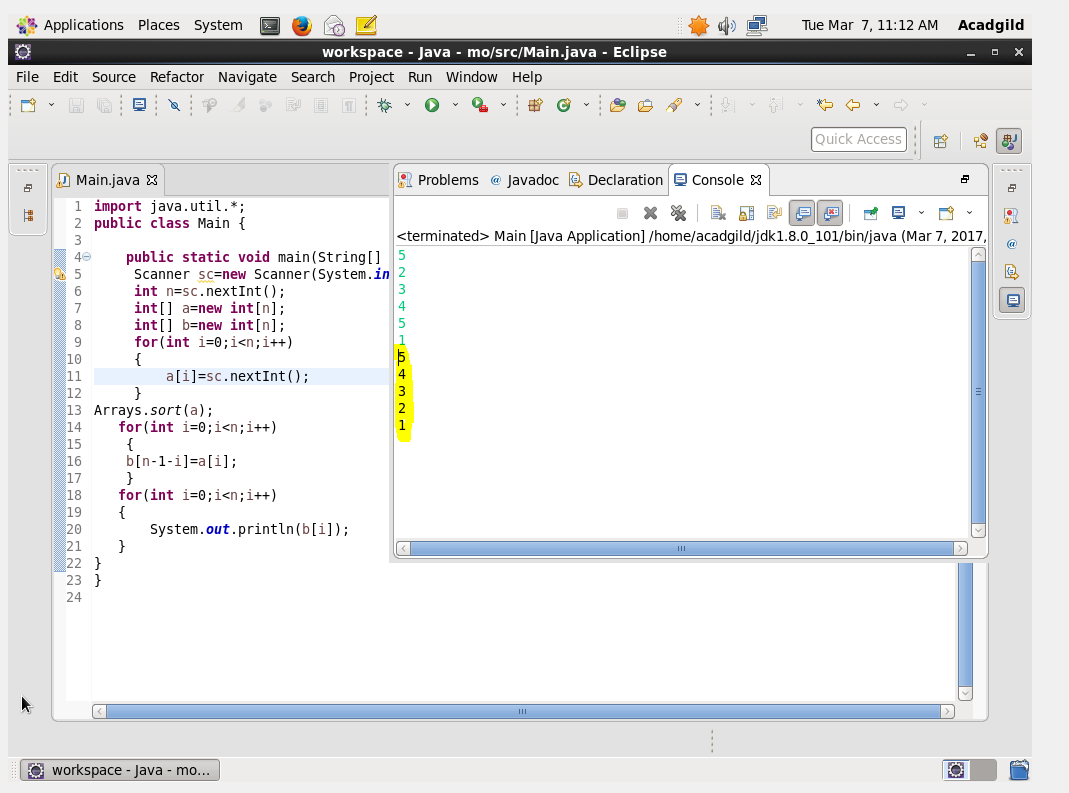 Applications Places System Tue Mar 7, 11:12 AM Acadgild
workspace - Java - mo/src/Main.java - Eclipse
File Edit Source Refactor Navigate Search Project Run Window Help
Quick Access
Main.java
1 import java.util.*;
2 public class Main {
3
4 public static void main(String[]
5 Scanner sc=new Scanner(System.in
6 int n=sc.nextInt();
7 int[] a=new int[n];
8 int[] b=new int[n];
9 for(int i=0;i<n;i++)
10 {
11 a[i]=sc.nextInt();
12 }
13 Arrays.sort(a);
14 for(int i=0;i<n;i++)
15 {
16 b[n-1-i]=a[i];
17 }
18 for(int i=0;i<n;i++)
19 {
20 System.out.println(b[i]);
21 }
22 }
23 }
24
Problems @ Javadoc Declaration Console
<terminated> Main [Java Application] /home/acadgild/jdk1.8.0_101/bin/java (Mar 7, 2017,
5
2
3
4
5
1
5
4
3
2
1
workspace - Java - mo...